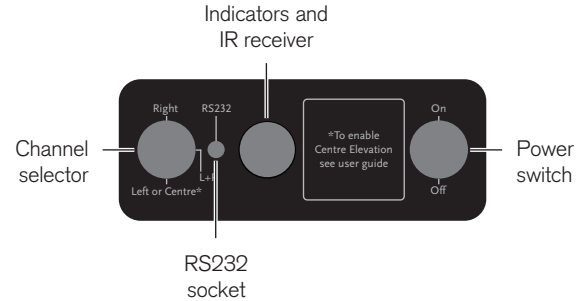 Indicators and
IR receiver
Right
RS232
On
*To enable
Centre Elevation
see user guide
Channel
selector
Power
switch
Left or Centre*
Off
RS232
socket